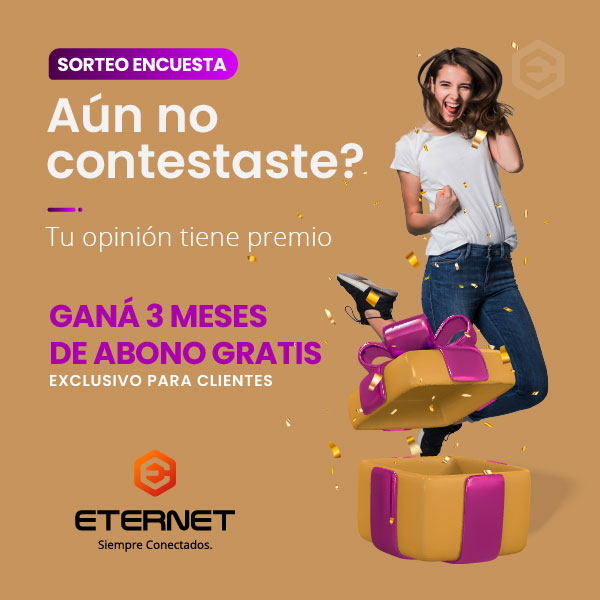 SORTEO ENCUESTA
Aún no
contestaste?
Tu opinión tiene premio
GANÁ 3 MESES
DE ABONO GRATIS
EXCLUSIVO PARA CLIENTES
ETERNET
Siempre Conectados.